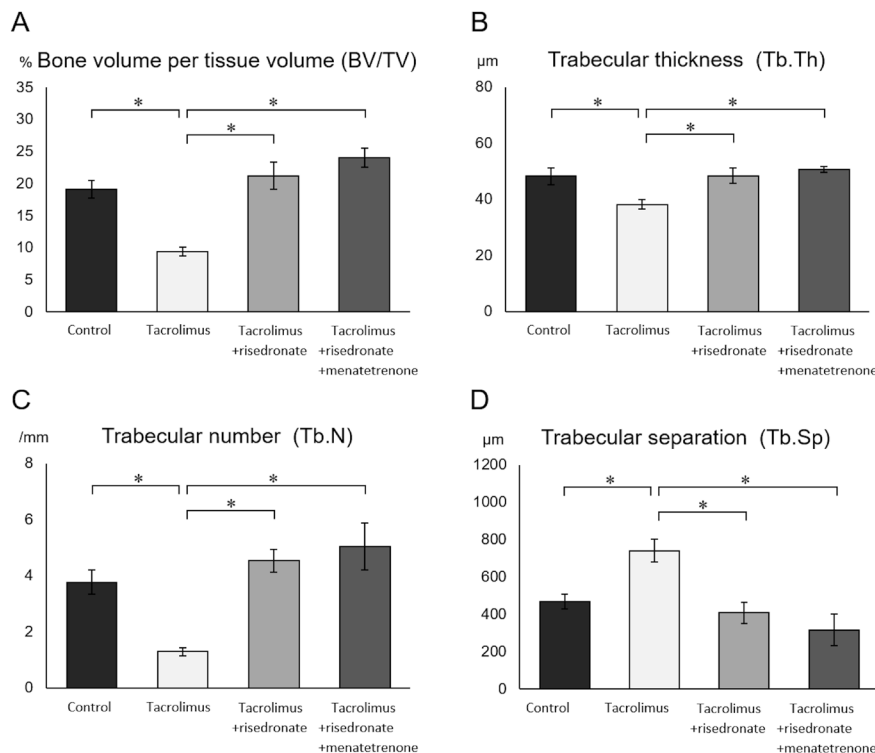 A
% Bone volume per tissue volume (BV/TV)
35
30
25
20
15
10
5
0
*
*
*
Control
Tacrolimus
Tacrolimus
+risedronate
Tacrolimus
+risedronate
+menatetrenone
B
μm
Trabecular thickness (Tb.Th)
80
60
40
20
0
*
*
*
Control
Tacrolimus
Tacrolimus
+risedronate
Tacrolimus
+risedronate
+menatetrenone
C
/mm
Trabecular number (Tb.N)
8
6
4
2
0
*
*
*
Control
Tacrolimus
Tacrolimus
+risedronate
Tacrolimus
+risedronate
+menatetrenone
D
μm
Trabecular separation (Tb.Sp)
1200
1000
800
600
400
200
0
*
*
*
Control
Tacrolimus
Tacrolimus
+risedronate
Tacrolimus
+risedronate
+menatetrenone